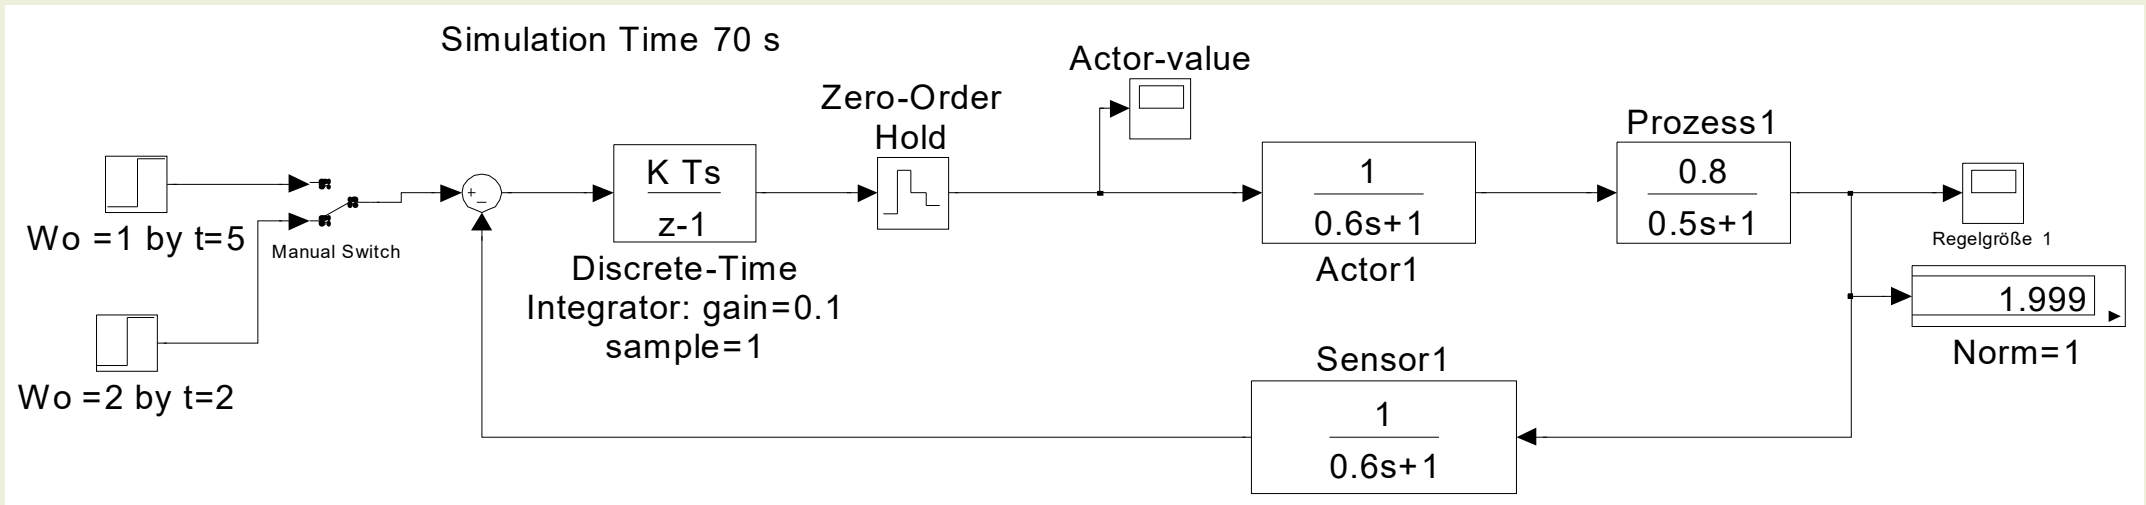 Simulation Time 70 s
Actor-value
Zero-Order
Hold
Prozess1
K Ts
z-1
1
0.6s+1
0.8
0.5s+1
+
−
Wo =1 by t=5
Manual Switch
Regelgröße 1
Discrete-Time
Integrator: gain=0.1
sample=1
Actor1
1.999
Norm=1
Wo =2 by t=2
Sensor1
1
0.6s+1